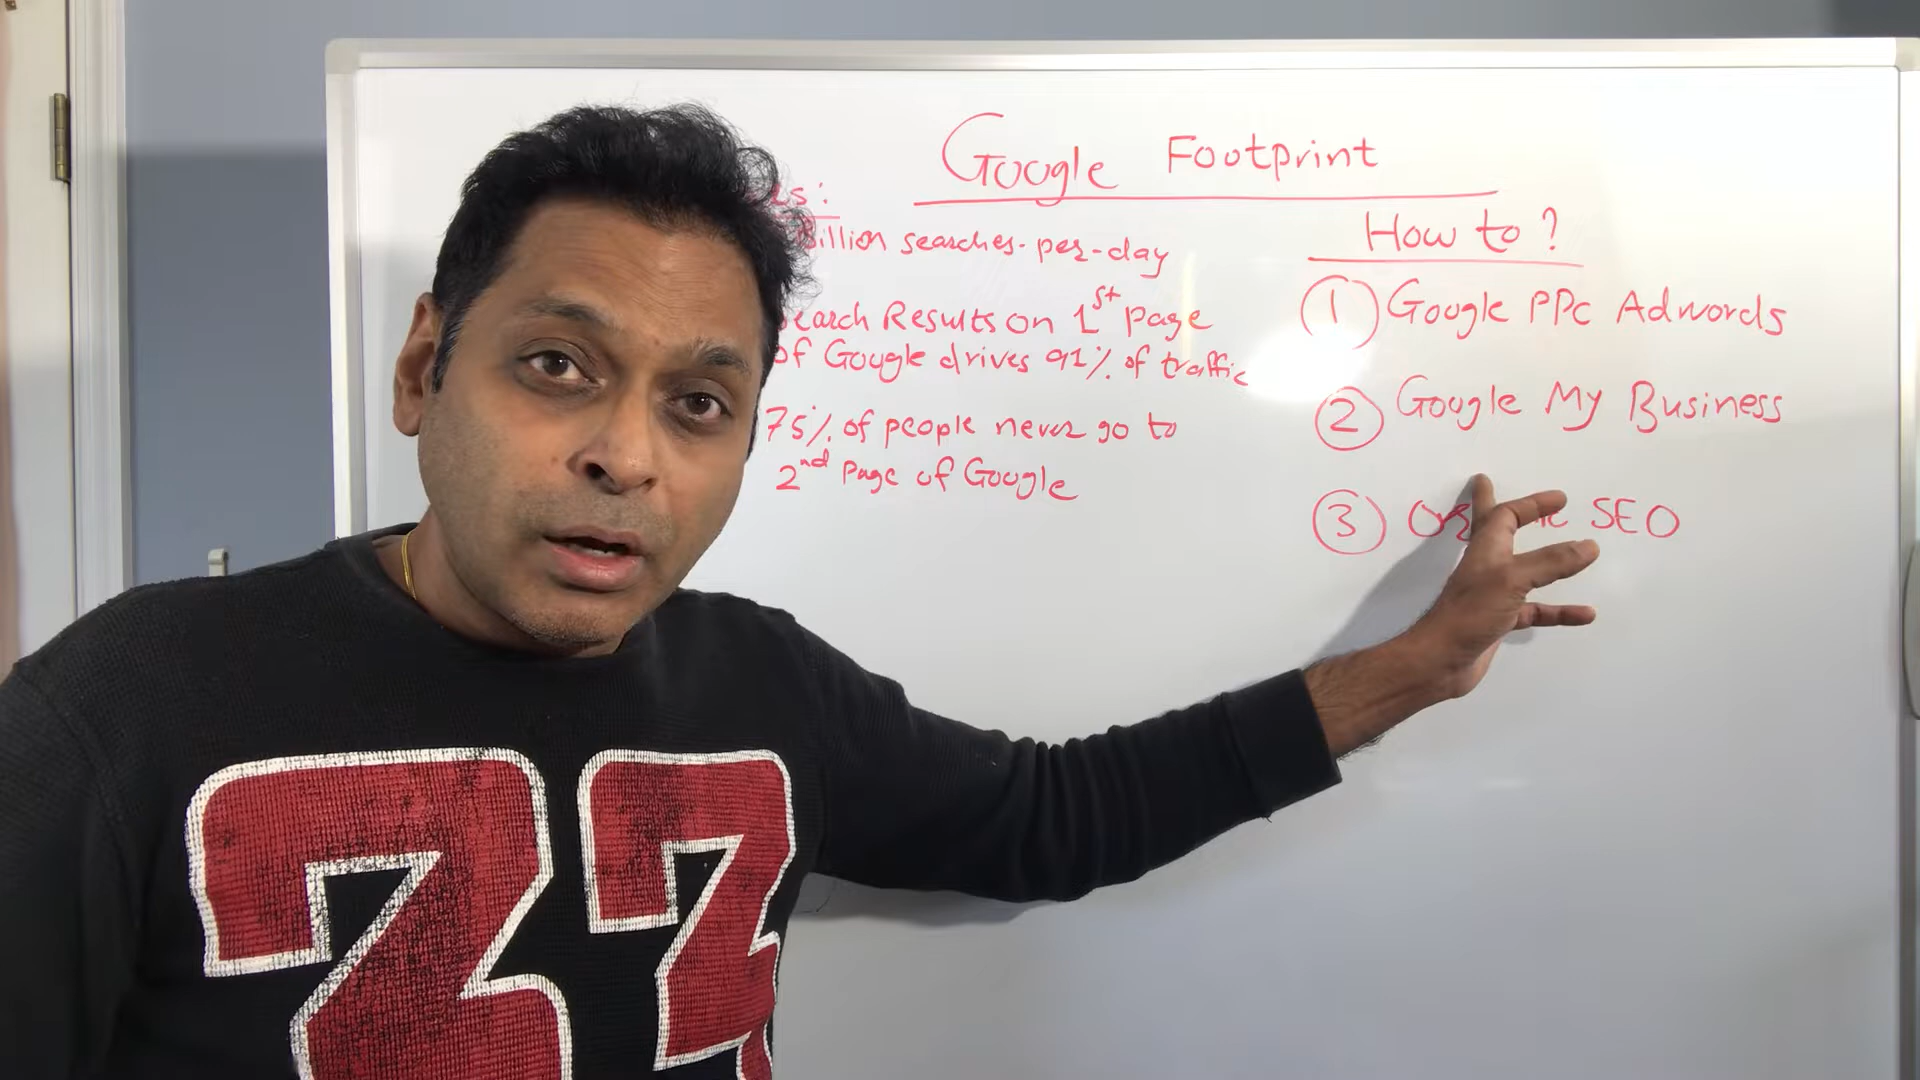 Google Footprint
Billion searches-per-day
Search Results on 1st page
of Google drives 91% of traffic
75% of people never go to
2nd Page of Google
How to?
1 Google PPC Adwords
2 Google My Business
3 SEO